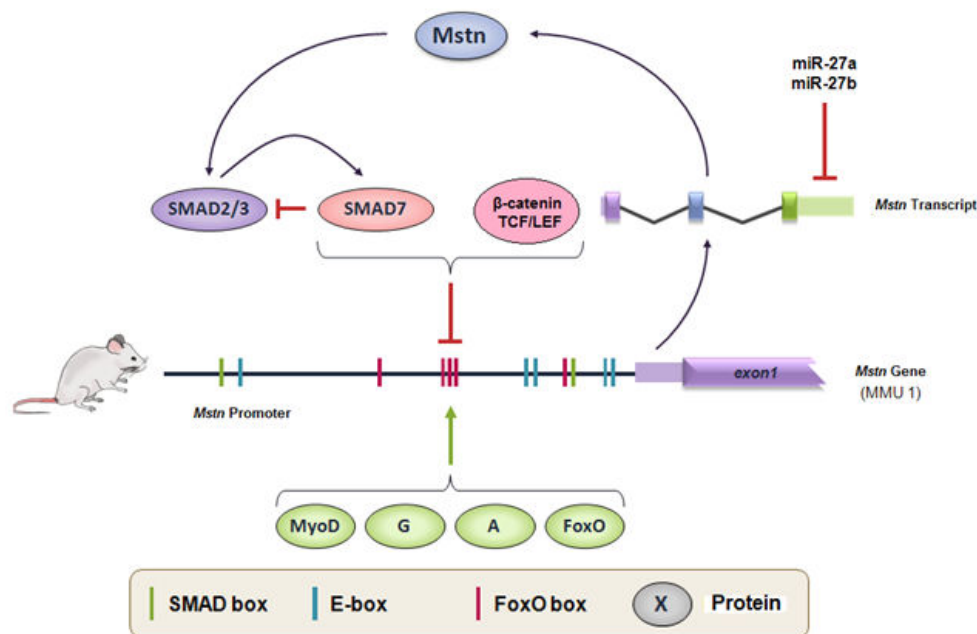 Mstn
miR-27a
miR-27b
SMAD2/3
SMAD7
β-catenin
TCF/LEF
Mstn Transcript
exon1
Mstn Gene
(MMU 1)
Mstn Promoter
MyoD
G
A
FoxO
SMAD box
E-box
FoxO box
X
Protein